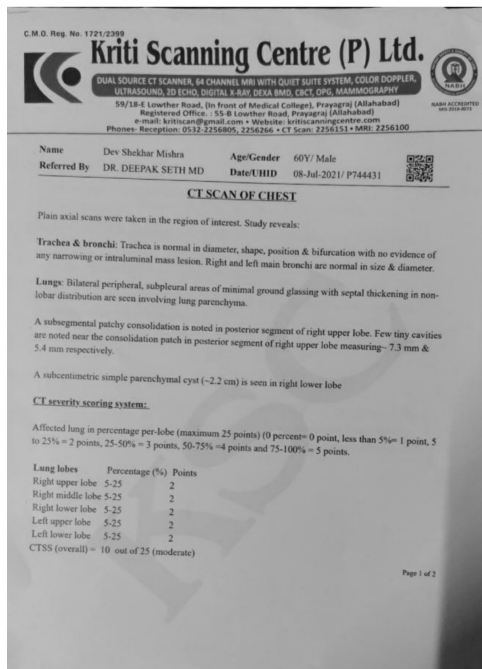 C.M.O. Reg. No. 1721/2399
Kriti Scanning Centre (P) Ltd.
DUAL SOURCE CT SCANNER, 64 CHANNEL MRI WITH QUIET SUITE SYSTEM, COLOR DOPPLER,
ULTRASOUND, 2D ECHO, DIGITAL X-RAY, DEXA BMD, CBCT, OPG, MAMMOGRAPHY
NABH
NABH ACCREDITED
59/18-E Lowther Road, (In front of Medical College), Prayagraj (Allahabad)
Registered Office. : 55-B Lowther Road, Prayagraj (Allahabad)
e-mail: kritiscan@gmail.com • Website: kritiscanningcentre.com
Phones- Reception: 0532-2256805, 2256266 • CT Scan: 2256151 • MRI: 2256100
Name Dev Shekhar Mishra Age/Gender 60Y/ Male
Referred By DR. DEEPAK SETH MD Date/UHID 08-Jul-2021/ P744431
CT SCAN OF CHEST
Plain axial scans were taken in the region of interest. Study reveals:
Trachea & bronchi: Trachea is normal in diameter, shape, position & bifurcation with no evidence of
any narrowing or intraluminal mass lesion. Right and left main bronchi are normal in size & diameter.
Lungs: Bilateral peripheral, subpleural areas of minimal ground glassing with septal thickening in non-
lobar distribution are seen involving lung parenchyma.
A subsegmental patchy consolidation is noted in posterior segment of right upper lobe. Few tiny cavities
are noted near the consolidation patch in posterior segment of right upper lobe measuring~ 7.3 mm &
5.4 mm respectively.
A subcentimetric simple parenchymal cyst (~2.2 cm) is seen in right lower lobe
CT severity scoring system:
Affected lung in percentage per-lobe (maximum 25 points) (0 percent= 0 point, less than 5%= 1 point, 5
to 25% = 2 points, 25-50% = 3 points, 50-75% =4 points and 75-100% = 5 points.
Lung lobes Percentage (%) Points
Right upper lobe 5-25 2
Right middle lobe 5-25 2
Right lower lobe 5-25 2
Left upper lobe 5-25 2
Left lower lobe 5-25 2
CTSS (overall) = 10 out of 25 (moderate)
Page 1 of 2
KSC